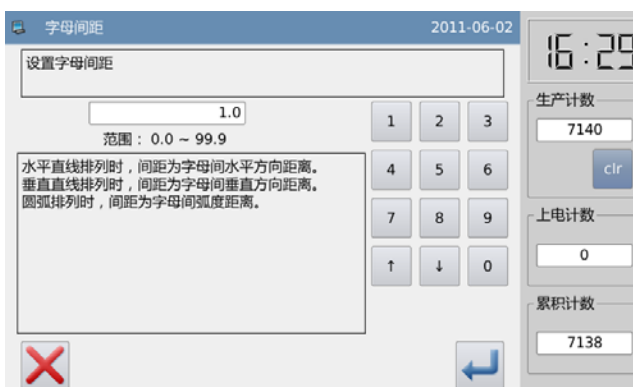 字母间距
2011-06-02
设置字母间距
1.0
范围： 0.0 ~ 99.9
水平直线排列时，间距为字母间水平方向距离。
垂直直线排列时，间距为字母间垂直方向距离。
圆弧排列时，间距为字母间弧度距离。
1 2 3
4 5 6
7 8 9
↑ ↓ 0
16:29
生产计数
7140
clr
上电计数
0
累积计数
7138